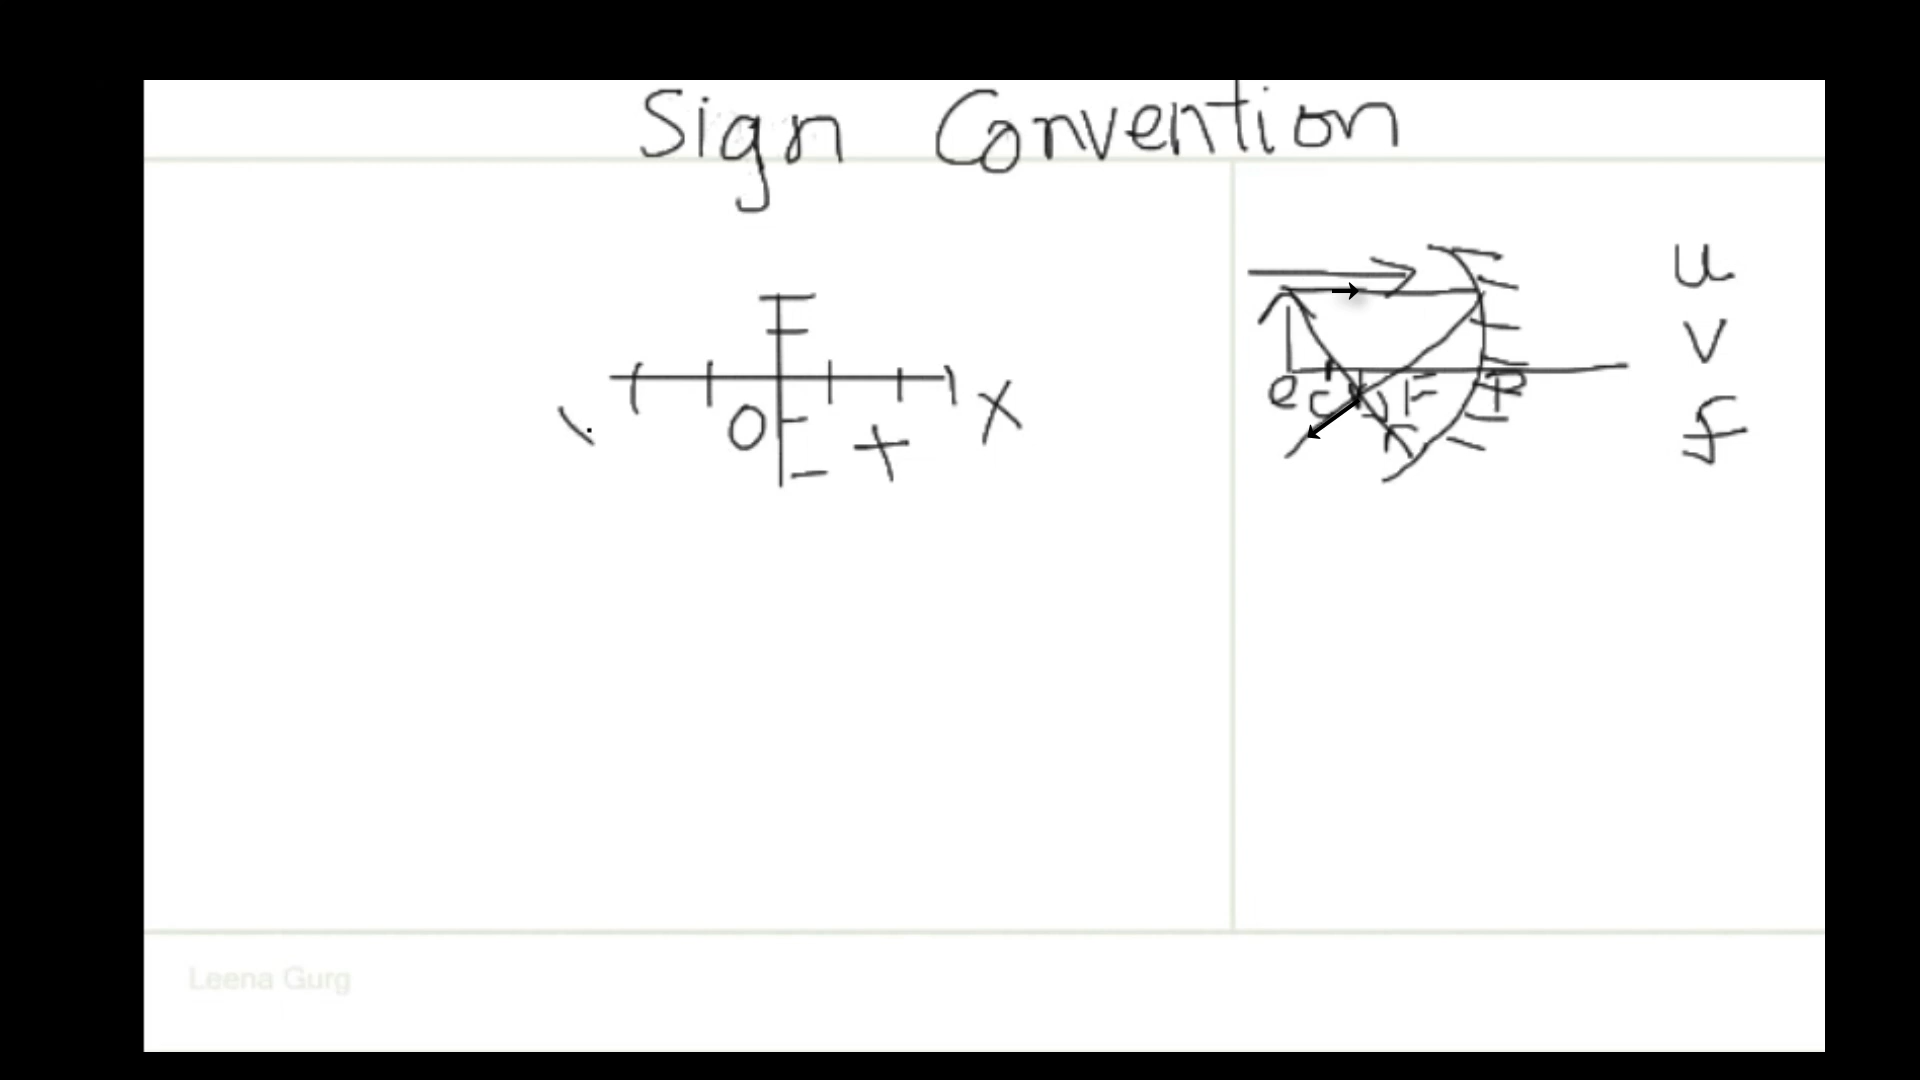 Sign Convention
u
v
f
O + X
C F P
Leena Gurg